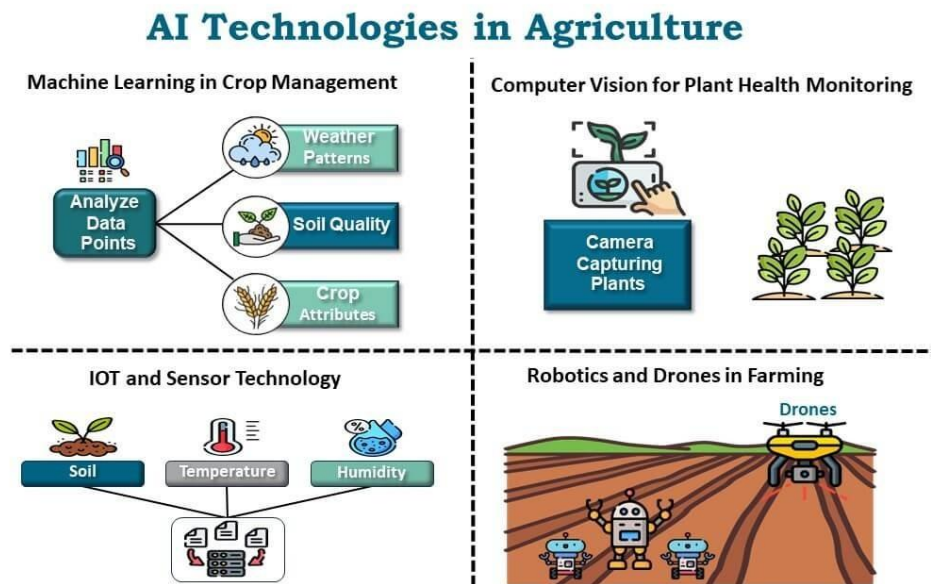 AI Technologies in Agriculture
Machine Learning in Crop Management
Analyze
Data
Points
Weather
Patterns
Soil Quality
Crop
Attributes
Computer Vision for Plant Health Monitoring
Camera
Capturing
Plants
IOT and Sensor Technology
Soil
Temperature
%
Humidity
Robotics and Drones in Farming
Drones